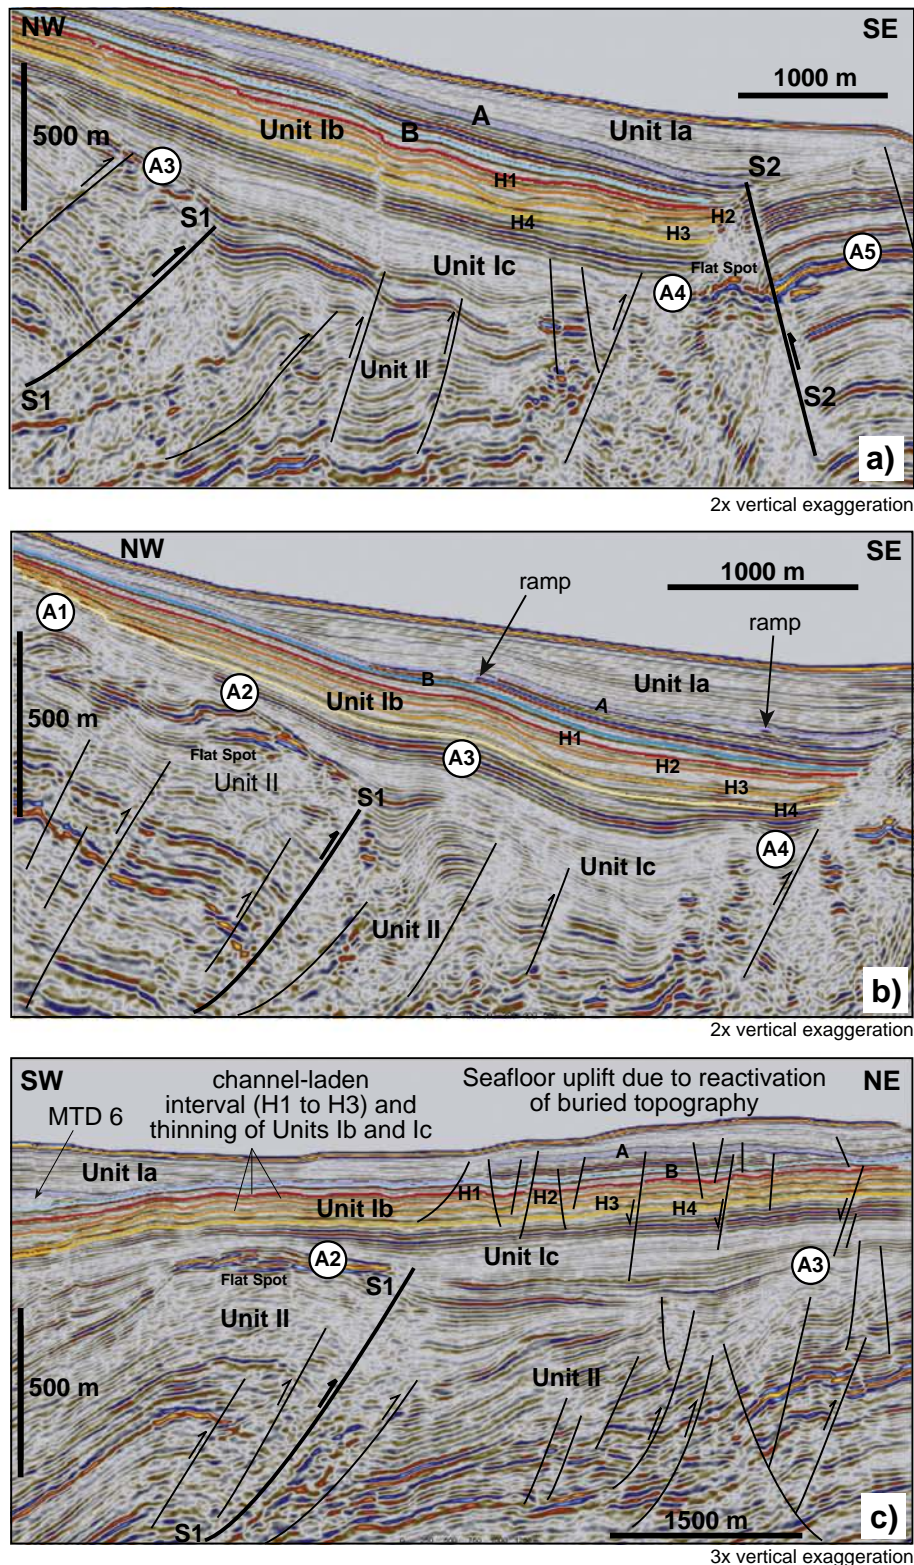 NW
SE
1000 m
500 m
A
B
Unit Ib
Unit Ia
A3
S2
H1
S1
H2
H4
H3
A5
Unit Ic
Flat Spot
A4
Unit II
S1
S2
a)
2x vertical exaggeration
NW
SE
1000 m
ramp
A1
ramp
A2
B
Unit Ia
Unit Ib
A
500 m
H1
Flat Spot
A3
H2
Unit II
H3
S1
H4
A4
Unit Ic
Unit II
b)
2x vertical exaggeration
SW
channel-laden
interval (H1 to H3) and
thinning of Units Ib and Ic
Seafloor uplift due to reactivation
of buried topography
NE
MTD 6
A
Unit Ia
B
H1
H2
H3
H4
Unit Ib
A2
Unit Ic
A3
Flat Spot
S1
Unit II
500 m
Unit II
S1
1500 m
c)
3x vertical exaggeration